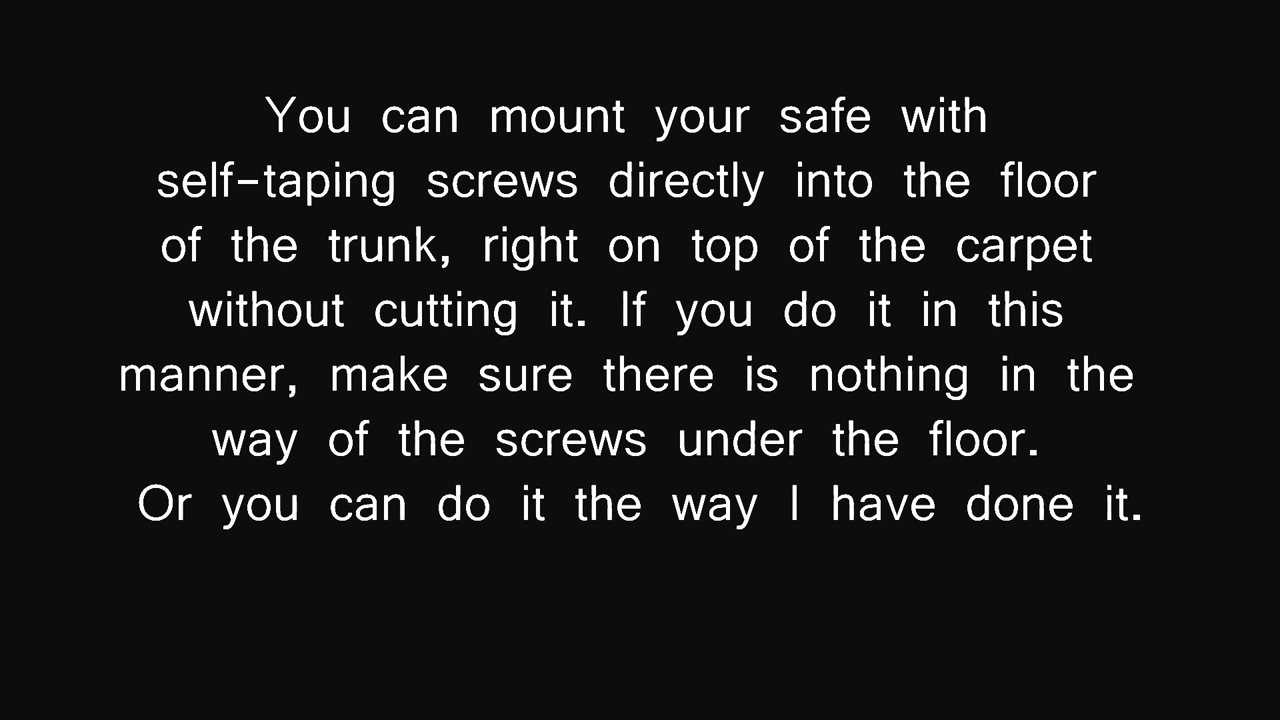 You can mount your safe with
self-taping screws directly into the floor
of the trunk, right on top of the carpet
without cutting it. If you do it in this
manner, make sure there is nothing in the
way of the screws under the floor.
Or you can do it the way I have done it.